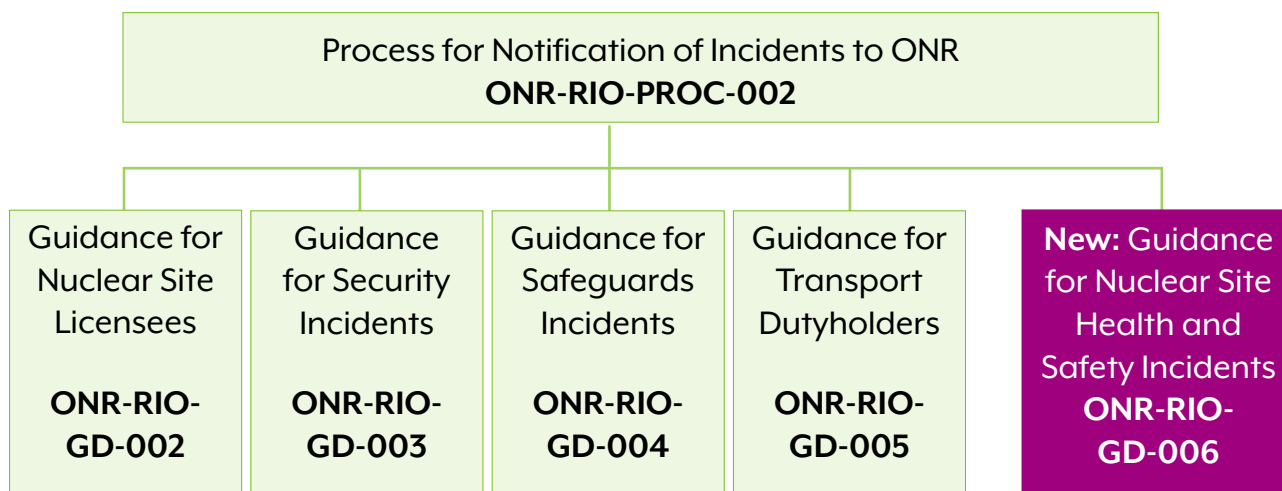 Process for Notification of Incidents to ONR
ONR-RIO-PROC-002
Guidance for
Nuclear Site
Licensees
ONR-RIO-
GD-002
Guidance
for Security
Incidents
ONR-RIO-
GD-003
Guidance for
Safeguards
Incidents
ONR-RIO-
GD-004
Guidance for
Transport
Dutyholders
ONR-RIO-
GD-005
New: Guidance
for Nuclear Site
Health and
Safety Incidents
ONR-RIO-
GD-006